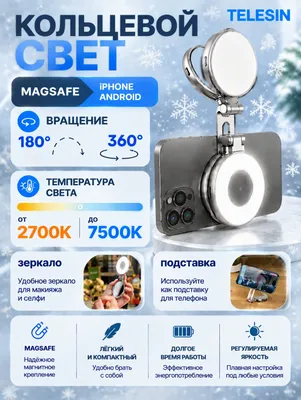 TELESIN
КОЛЬЦЕВОЙ
СВЕТ
MAGSAFE
iPHONE
ANDROID
ВРАЩЕНИЕ
180° 360°
ТЕМПЕРАТУРА
СВЕТА
от до
2700K 7500K
зеркало
Удобное зеркало
для макияжа
и селфи
подставка
Используйте
как подставку
для телефона
MAGSAFE
Надёжное
магнитное
крепление
ЛЁГКИЙ
И КОМПАКТНЫЙ
Удобно брать
с собой
ДОЛГОЕ
ВРЕМЯ РАБОТЫ
Эффективное
энергопотребление
РЕГУЛИРУЕМАЯ
ЯРКОСТЬ
Плавная настройка
под любые условия